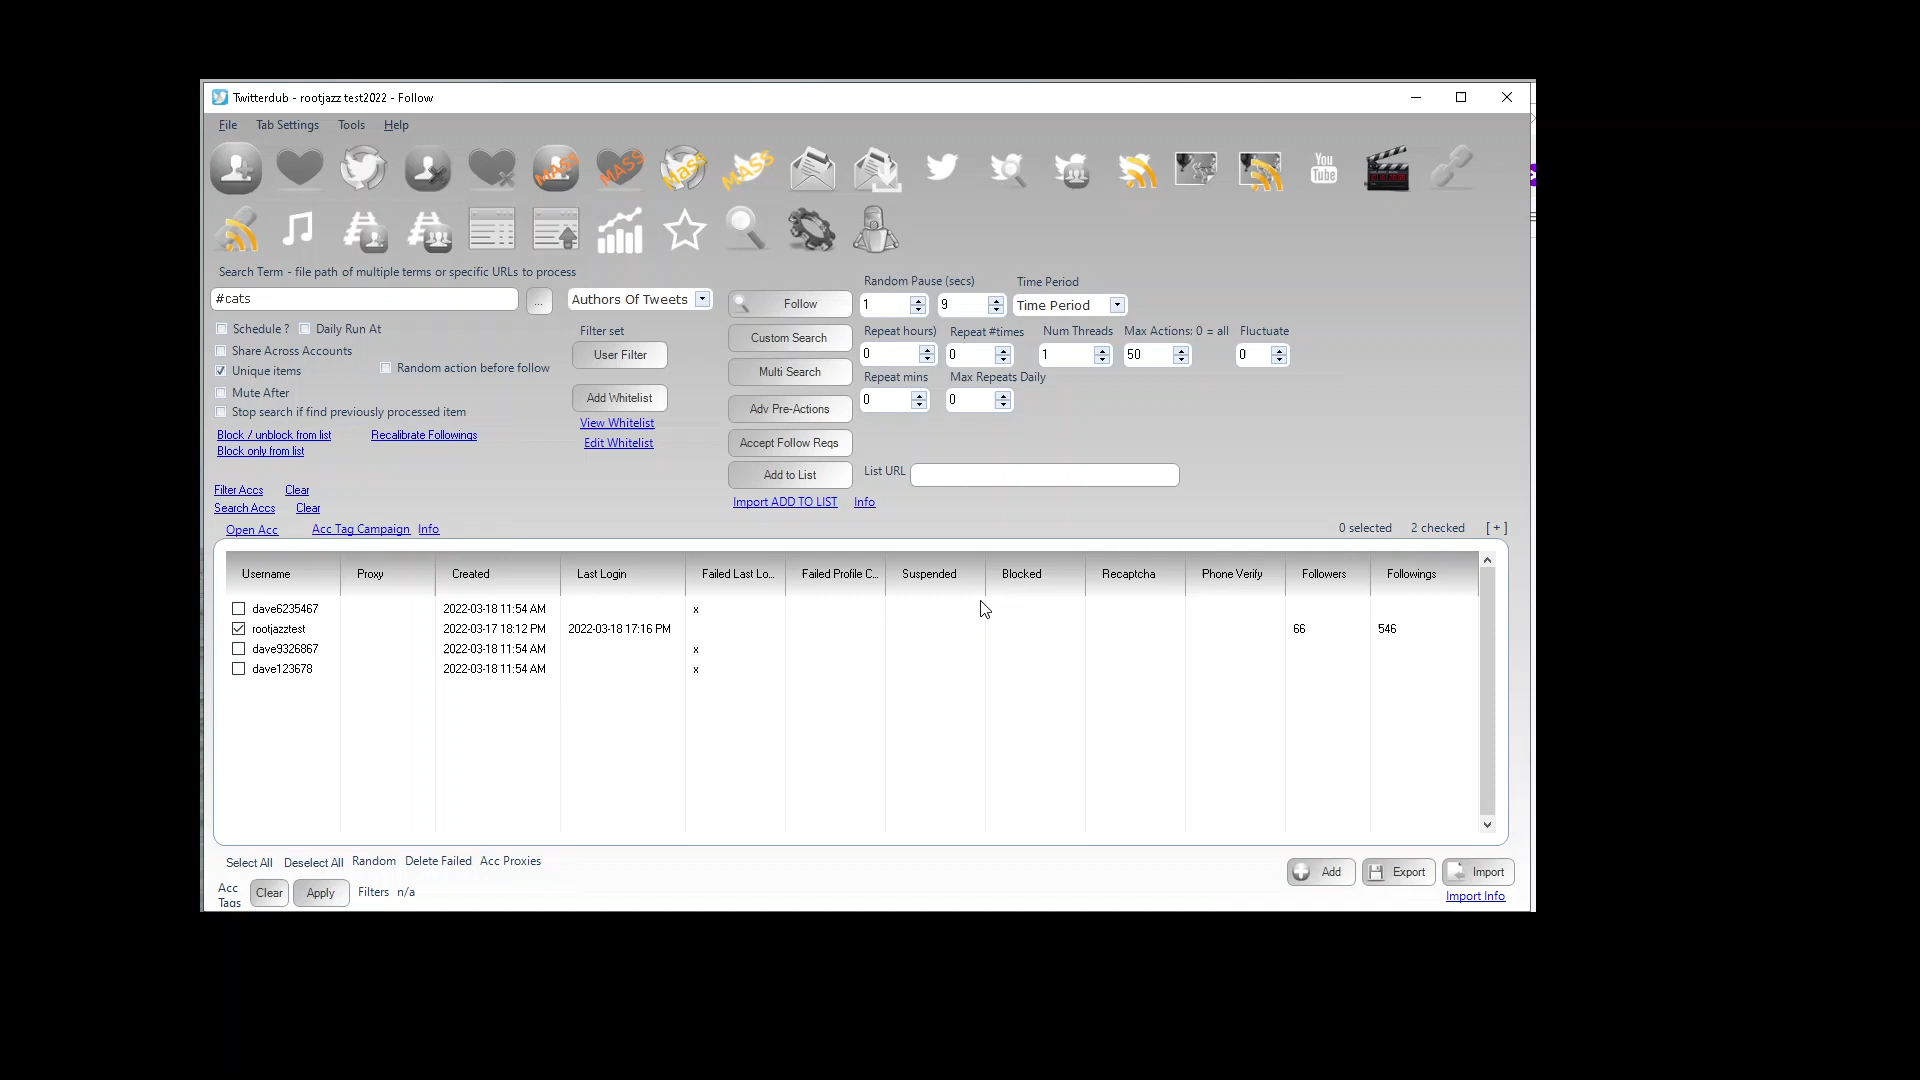 Twitterdub - rootjazz test2022 - Follow
File Tab Settings Tools Help
MASS MASS MASS MASS
You Tube
Search Term - file path of multiple terms or specific URLs to process
#cats ... Authors Of Tweets
Schedule ? Daily Run At
Share Across Accounts
Unique items
Random action before follow
Mute After
Stop search if find previously processed item
Block / unblock from list Recalibrate Followings
Block only from list
Filter set
User Filter
Add Whitelist
View Whitelist
Edit Whitelist
Follow
Custom Search
Multi Search
Adv Pre-Actions
Accept Follow Reqs
Add to List
Import ADD TO LIST Info
Random Pause (secs) Time Period
1 9 Time Period
Repeat hours) Repeat #times Num Threads Max Actions: 0 = all Fluctuate
0 0 1 50 0
Repeat mins Max Repeats Daily
0 0
List URL
Filter Accs Clear
Search Accs Clear
Open Acc Acc Tag Campaign Info
0 selected 2 checked [ + ]
Username Proxy Created Last Login Failed Last Lo... Failed Profile C... Suspended Blocked Recaptcha Phone Verify Followers Followings
dave6235467 2022-03-18 11:54 AM x
rootjazztest 2022-03-17 18:12 PM 2022-03-18 17:16 PM 66 546
dave9326867 2022-03-18 11:54 AM x
dave123678 2022-03-18 11:54 AM x
Select All Deselect All Random Delete Failed Acc Proxies
Acc Tags Clear Apply Filters n/a
Add Export Import
Import Info